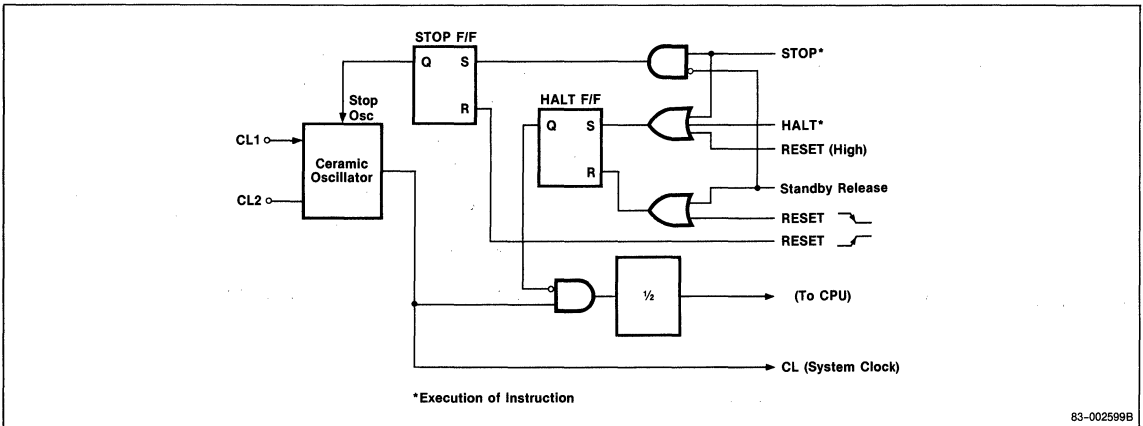 STOP F/F
Q S
R
STOP*
Stop
Osc
HALT F/F
Q S
R
HALT*
RESET (High)
CL1
Ceramic
Oscillator
CL2
Standby Release
RESET
RESET
½
(To CPU)
CL (System Clock)
*Execution of Instruction
83-002599B